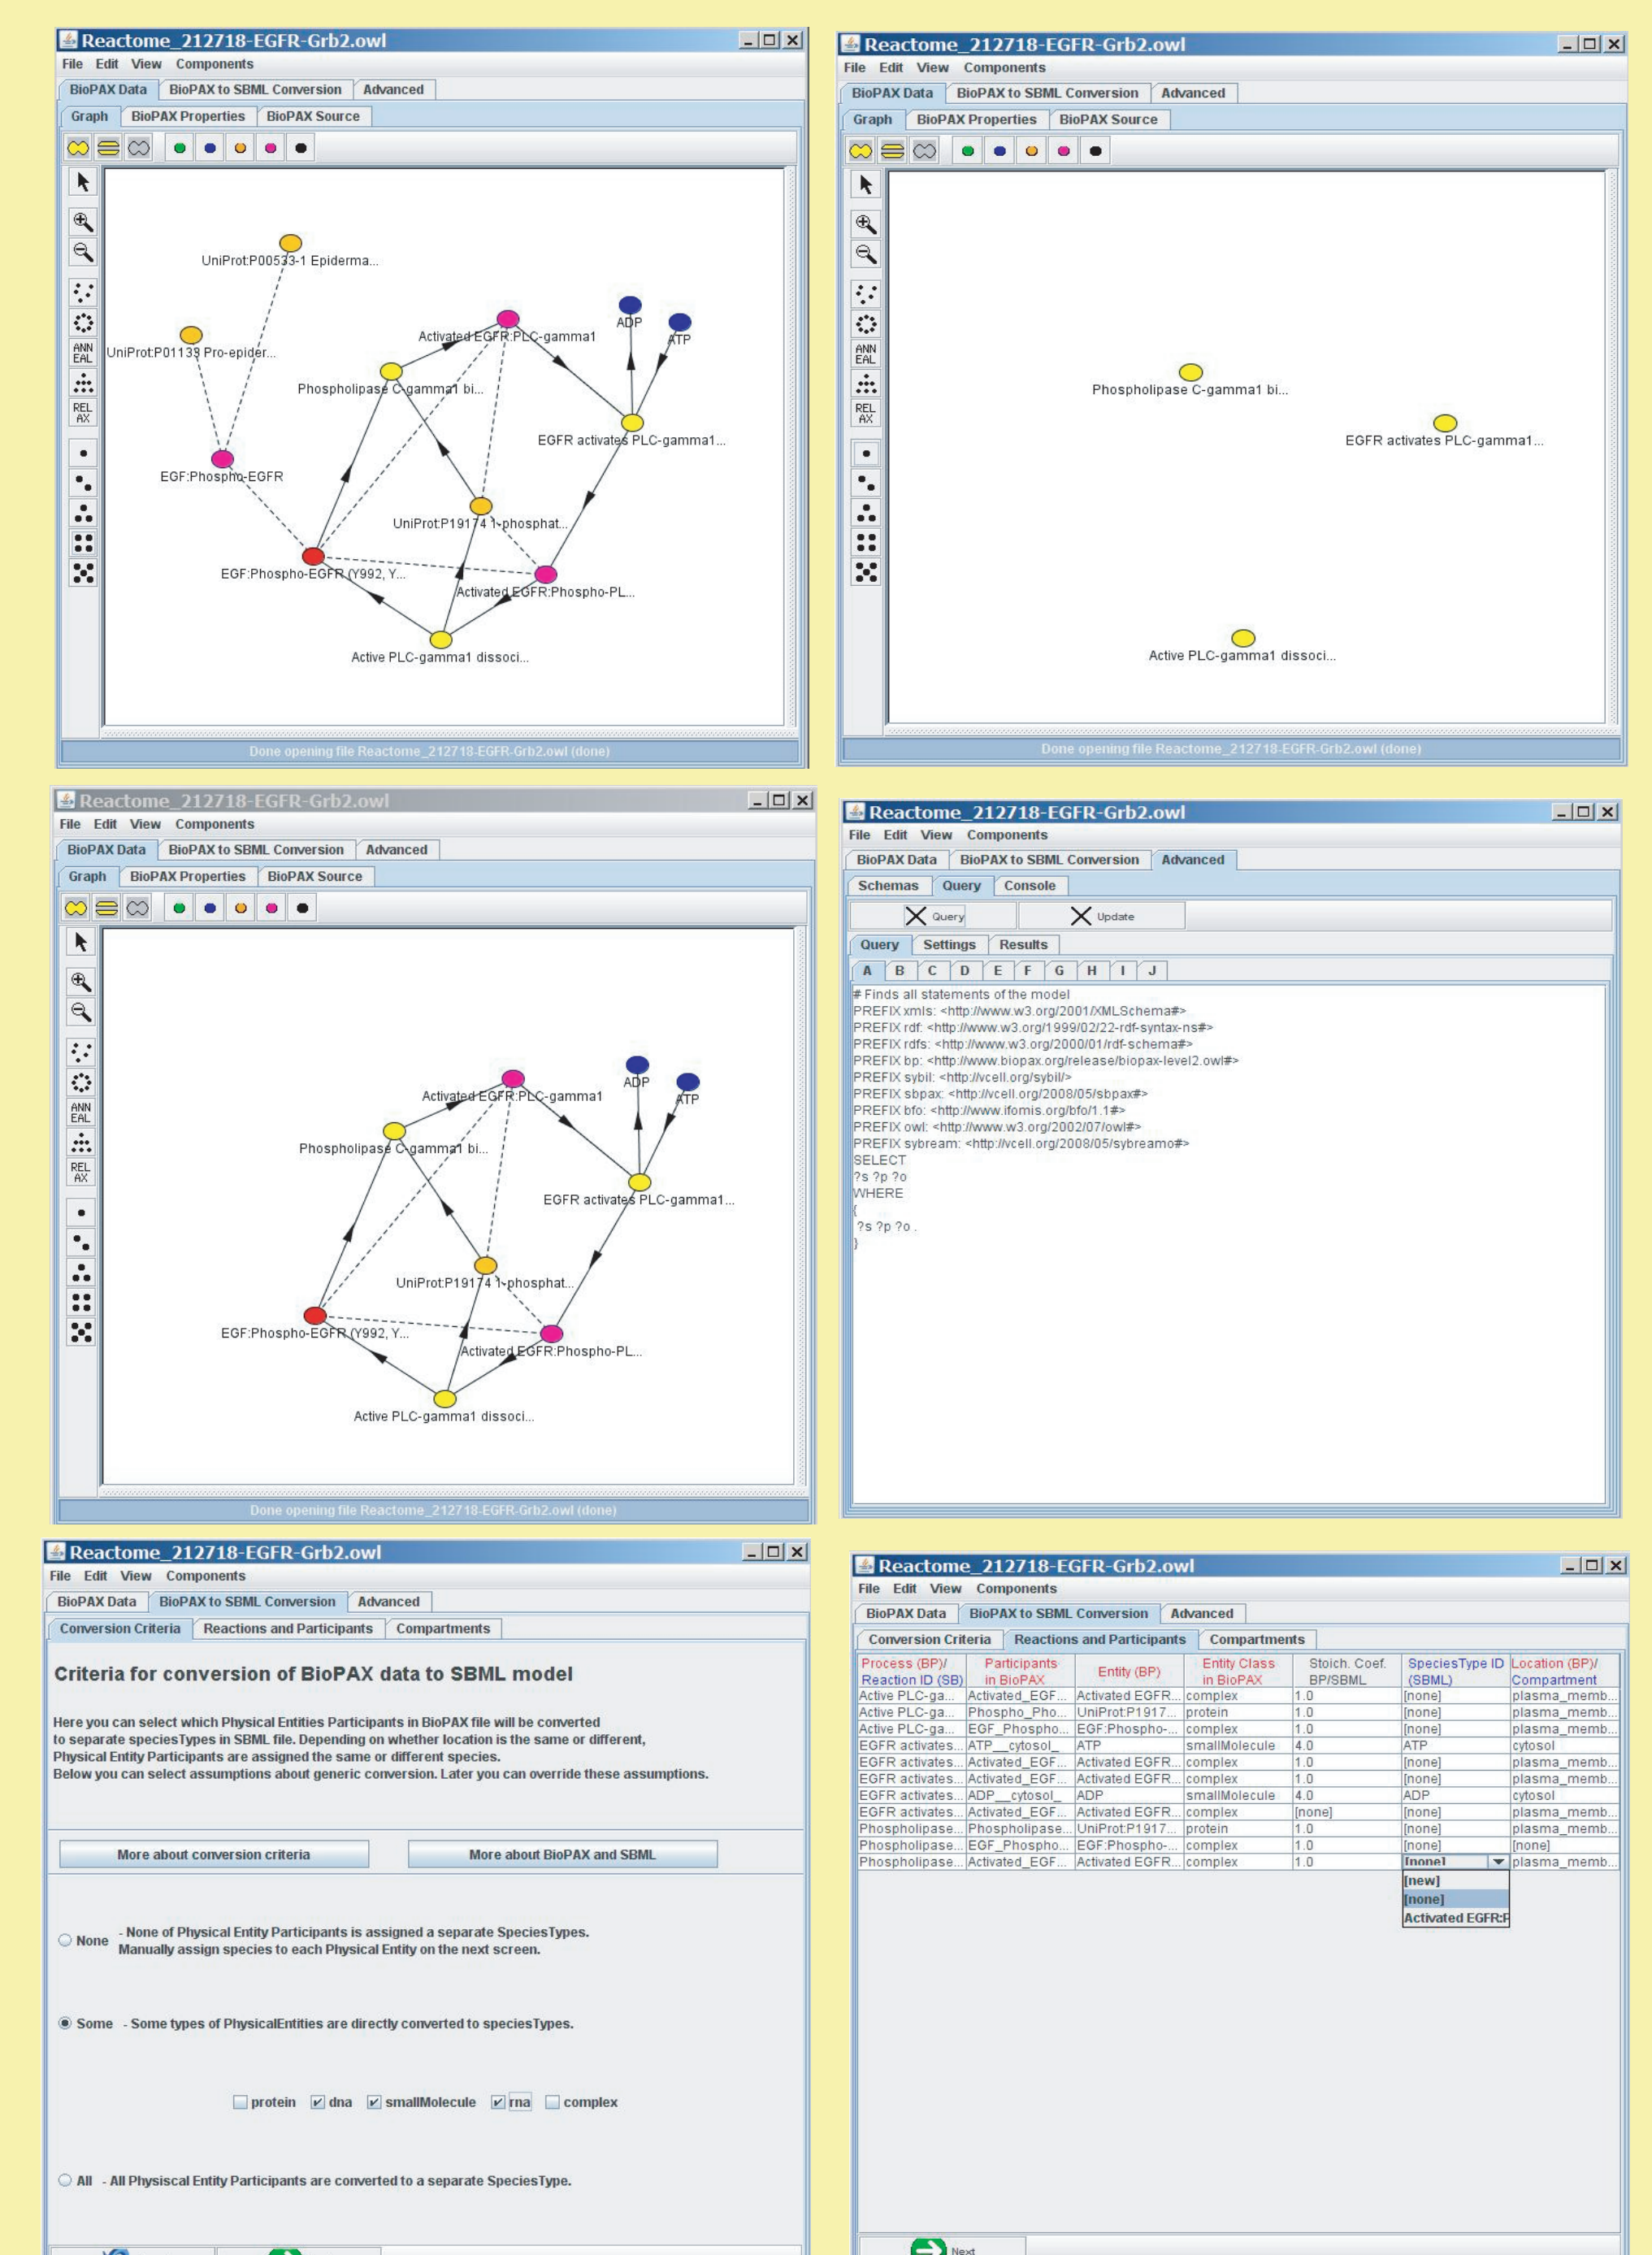 Reactome_212718-EGFR-Grb2.owl
File Edit View Components
BioPAX Data BioPAX to SBML Conversion Advanced
Graph BioPAX Properties BioPAX Source
ANN
EAL
REL
AX
UniProt:P00533-1 Epiderma...
UniProt:P01133 Pro-epider...
Activated EGFR:PLC-gamma1
ADP
ATP
Phospholipase C-gamma1 bi...
EGFR activates PLC-gamma1...
EGF:Phospho-EGFR
UniProt:P19174 1-phosphat...
EGF:Phospho-EGFR (Y992, Y...
Activated EGFR:Phospho-PL...
Active PLC-gamma1 dissoci...
Done opening file Reactome_212718-EGFR-Grb2.owl (done)
Reactome_212718-EGFR-Grb2.owl
File Edit View Components
BioPAX Data BioPAX to SBML Conversion Advanced
Graph BioPAX Properties BioPAX Source
ANN
EAL
REL
AX
Phospholipase C-gamma1 bi...
EGFR activates PLC-gamma1...
Active PLC-gamma1 dissoci...
Done opening file Reactome_212718-EGFR-Grb2.owl (done)
Reactome_212718-EGFR-Grb2.owl
File Edit View Components
BioPAX Data BioPAX to SBML Conversion Advanced
Graph BioPAX Properties BioPAX Source
ANN
EAL
REL
AX
Activated EGFR:PLC-gamma1
ADP
ATP
Phospholipase C-gamma1 bi...
EGFR activates PLC-gamma1...
UniProt:P19174 1-phosphat...
EGF:Phospho-EGFR (Y992, Y...
Activated EGFR:Phospho-PL...
Active PLC-gamma1 dissoci...
Done opening file Reactome_212718-EGFR-Grb2.owl (done)
Reactome_212718-EGFR-Grb2.owl
File Edit View Components
BioPAX Data BioPAX to SBML Conversion Advanced
Schemas Query Console
Query Update
Query Settings Results
A B C D E F G H I J
# Finds all statements of the model
PREFIX xmls: <http://www.w3.org/2001/XMLSchema#>
PREFIX rdf: <http://www.w3.org/1999/02/22-rdf-syntax-ns#>
PREFIX rdfs: <http://www.w3.org/2000/01/rdf-schema#>
PREFIX bp: <http://www.biopax.org/release/biopax-level2.owl#>
PREFIX sybil: <http://vcell.org/sybil/>
PREFIX sbpax: <http://vcell.org/2008/05/sbpax#>
PREFIX bfo: <http://www.ifomis.org/bfo/1.1#>
PREFIX owl: <http://www.w3.org/2002/07/owl#>
PREFIX sybream: <http://vcell.org/2008/05/sybreamo#>
SELECT
?s ?p ?o
WHERE
{
?s ?p ?o .
}
Reactome_212718-EGFR-Grb2.owl
File Edit View Components
BioPAX Data BioPAX to SBML Conversion Advanced
Conversion Criteria Reactions and Participants Compartments
Criteria for conversion of BioPAX data to SBML model
Here you can select which Physical Entities Participants in BioPAX file will be converted
to separate speciesTypes in SBML file. Depending on whether location is the same or different,
Physical Entity Participants are assigned the same or different species.
Below you can select assumptions about generic conversion. Later you can override these assumptions.
More about conversion criteria More about BioPAX and SBML
None - None of Physical Entity Participants is assigned a separate SpeciesTypes.
Manually assign species to each Physical Entity on the next screen.
Some - Some types of PhysicalEntities are directly converted to speciesTypes.
protein dna smallMolecule rna complex
All - All Physiscal Entity Participants are converted to a separate SpeciesType.
Reactome_212718-EGFR-Grb2.owl
File Edit View Components
BioPAX Data BioPAX to SBML Conversion Advanced
Conversion Criteria Reactions and Participants Compartments
Process (BP)/ Participants Entity (BP) Entity Class Stoich. Coef. SpeciesType ID Location (BP)/
Reaction ID (SB) in BioPAX in BioPAX BP/SBML (SBML) Compartment
Active PLC-ga... Activated_EGF... Activated EGFR... complex 1.0 [none] plasma_memb...
Active PLC-ga... Phospho_Pho... UniProt:P1917... protein 1.0 [none] plasma_memb...
Active PLC-ga... EGF_Phospho... EGF:Phospho-... complex 1.0 [none] plasma_memb...
EGFR activates... ATP__cytosol_ ATP smallMolecule 4.0 ATP cytosol
EGFR activates... Activated_EGF... Activated EGFR... complex 1.0 [none] plasma_memb...
EGFR activates... Activated_EGF... Activated EGFR... complex 1.0 [none] plasma_memb...
EGFR activates... ADP__cytosol_ ADP smallMolecule 4.0 ADP cytosol
EGFR activates... Activated_EGF... Activated EGFR... complex [none] [none] plasma_memb...
Phospholipase... Phospholipase... UniProt:P1917... protein 1.0 [none] plasma_memb...
Phospholipase... EGF_Phospho... EGF:Phospho-... complex 1.0 [none] [none]
Phospholipase... Activated_EGF... Activated EGFR... complex 1.0 [none] plasma_memb...
[new]
[none]
Activated EGFR:P
Next